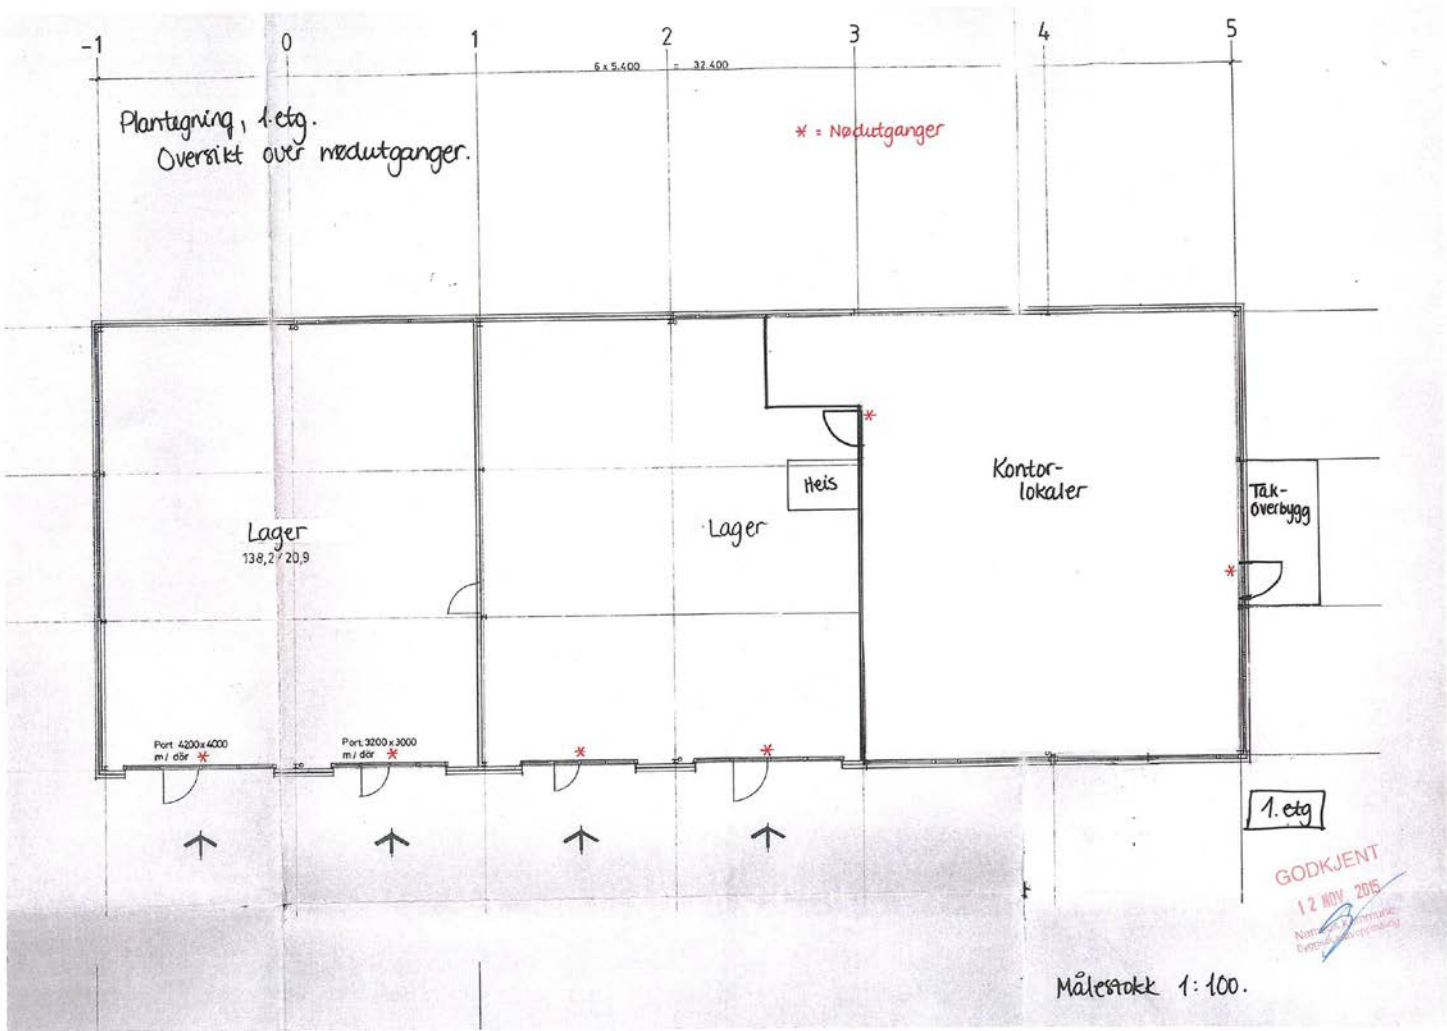 -1 0 1 2 3 4 5
6 x 5.400 = 32.400
Plantegning, 1.etg.
Oversikt over nødutganger.
* = Nødutganger
Heis
Kontor-
lokaler
Tak-
overbygg
Lager
138,2 / 20,9
Lager
Port 4200x4000
m/ dör *
Port 3200x3000
m/ dör *
1. etg
GODKJENT
12 NOV. 2015
Målestokk 1:100.